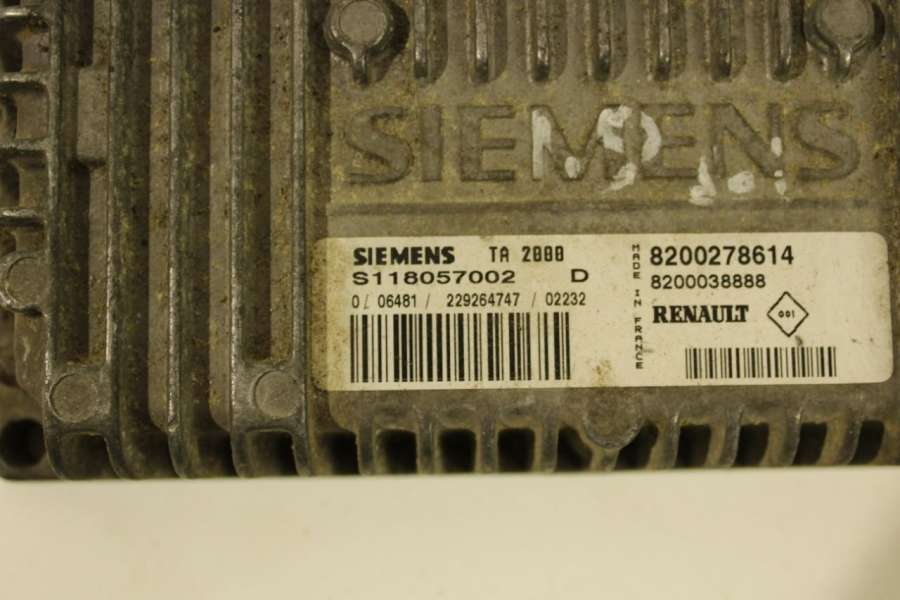 SIEMENS
SIEMENS TA 2000
S118057002 D
0/ 06481 / 229264747 / 02232
MADE IN FRANCE
8200278614
8200038888
RENAULT 001